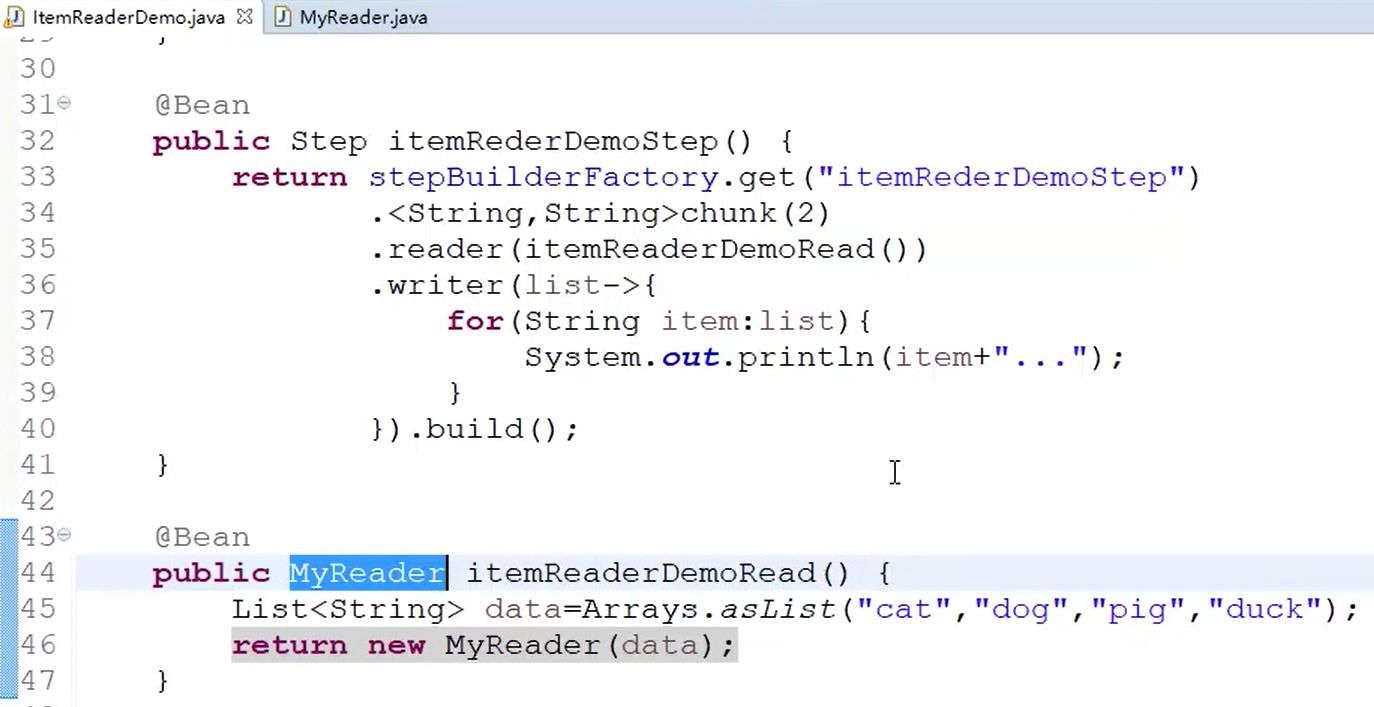 ItemReaderDemo.java MyReader.java
30
31 @Bean
32 public Step itemRederDemoStep() {
33 return stepBuilderFactory.get("itemRederDemoStep")
34 .<String,String>chunk(2)
35 .reader(itemReaderDemoRead())
36 .writer(list->{
37 for(String item:list){
38 System.out.println(item+"...");
39 }
40 }).build();
41 }
42
43 @Bean
44 public MyReader itemReaderDemoRead() {
45 List<String> data=Arrays.asList("cat","dog","pig","duck");
46 return new MyReader(data);
47 }